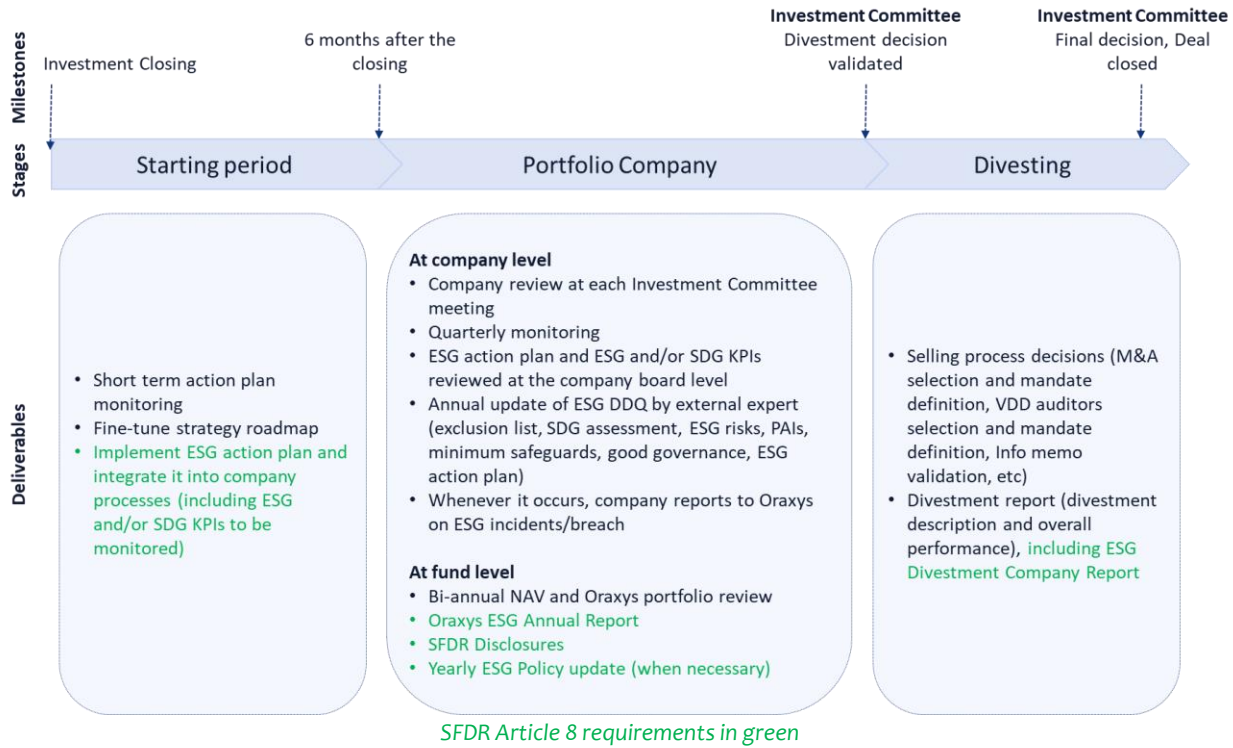 Milestones
Investment Closing
6 months after the
closing
Investment Committee
Divestment decision
validated
Investment Committee
Final decision, Deal
closed
Stages
Starting period
Portfolio Company
Divesting
Deliverables
• Short term action plan
monitoring
• Fine-tune strategy roadmap
• Implement ESG action plan and
integrate it into company
processes (including ESG
and/or SDG KPIs to be
monitored)
At company level
• Company review at each Investment Committee
meeting
• Quarterly monitoring
• ESG action plan and ESG and/or SDG KPIs
reviewed at the company board level
• Annual update of ESG DDQ by external expert
(exclusion list, SDG assessment, ESG risks, PAIs,
minimum safeguards, good governance, ESG
action plan)
• Whenever it occurs, company reports to Oraxys
on ESG incidents/breach
At fund level
• Bi-annual NAV and Oraxys portfolio review
• Oraxys ESG Annual Report
• SFDR Disclosures
• Yearly ESG Policy update (when necessary)
• Selling process decisions (M&A
selection and mandate
definition, VDD auditors
selection and mandate
definition, Info memo
validation, etc)
• Divestment report (divestment
description and overall
performance), including ESG
Divestment Company Report
SFDR Article 8 requirements in green